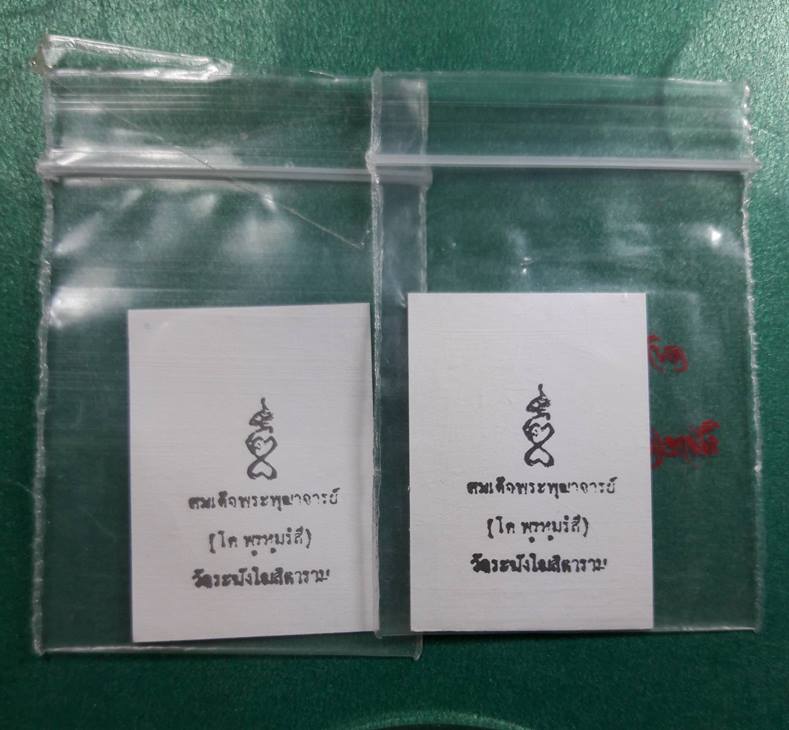 สมเด็จพระพุฒาจารย์
(โต พฺรหฺมรํสี)
วัดระฆังโฆสิตาราม
สมเด็จพระพุฒาจารย์
(โต พฺรหฺมรํสี)
วัดระฆังโฆสิตาราม